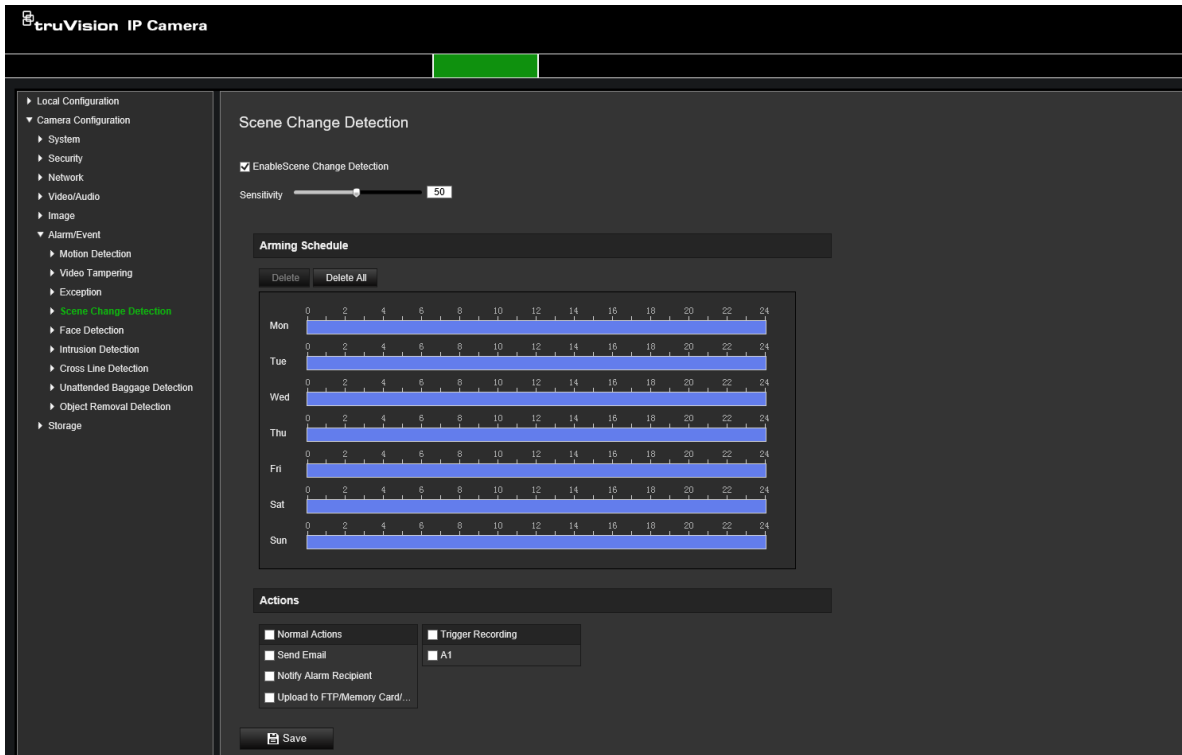 truVision IP Camera
Local Configuration
Camera Configuration
System
Security
Network
Video/Audio
Image
Alarm/Event
Motion Detection
Video Tampering
Exception
Scene Change Detection
Face Detection
Intrusion Detection
Cross Line Detection
Unattended Baggage Detection
Object Removal Detection
Storage
Scene Change Detection
EnableScene Change Detection
Sensitivity 50
Arming Schedule
Delete Delete All
0 2 4 6 8 10 12 14 16 18 20 22 24
Mon
0 2 4 6 8 10 12 14 16 18 20 22 24
Tue
0 2 4 6 8 10 12 14 16 18 20 22 24
Wed
0 2 4 6 8 10 12 14 16 18 20 22 24
Thu
0 2 4 6 8 10 12 14 16 18 20 22 24
Fri
0 2 4 6 8 10 12 14 16 18 20 22 24
Sat
0 2 4 6 8 10 12 14 16 18 20 22 24
Sun
Actions
Normal Actions Trigger Recording
Send Email A1
Notify Alarm Recipient
Upload to FTP/Memory Card/...
Save